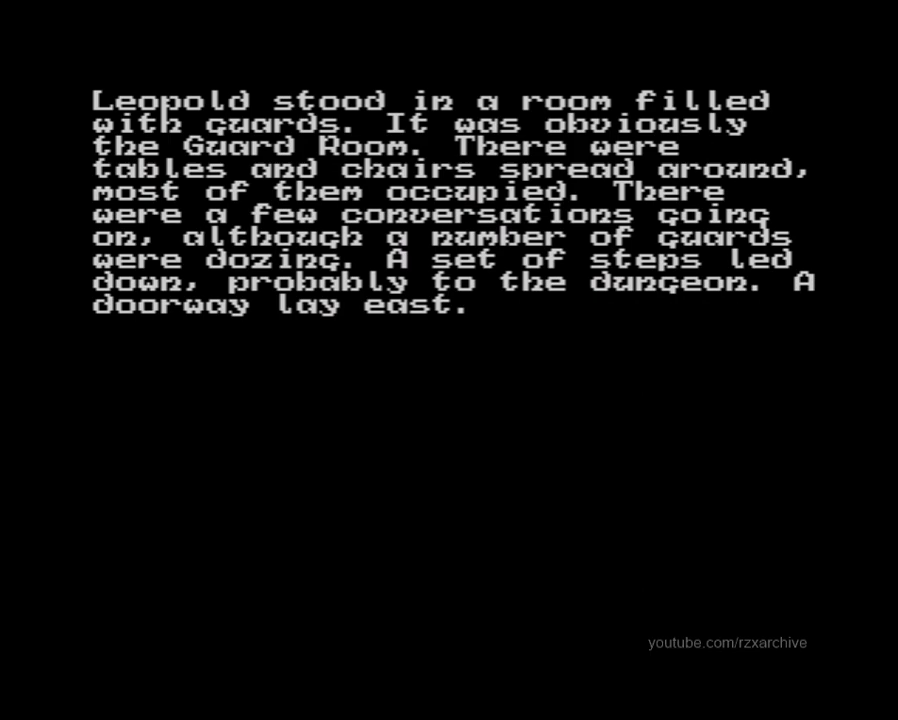 Leopold stood in a room filled
with guards. It was obviously
the Guard Room. There were
tables and chairs spread around,
most of them occupied. There
were a few conversations going
on, although a number of guards
were dozing. A set of steps led
down, probably to the dungeon. A
doorway lay east.
youtube.com/rzxarchive